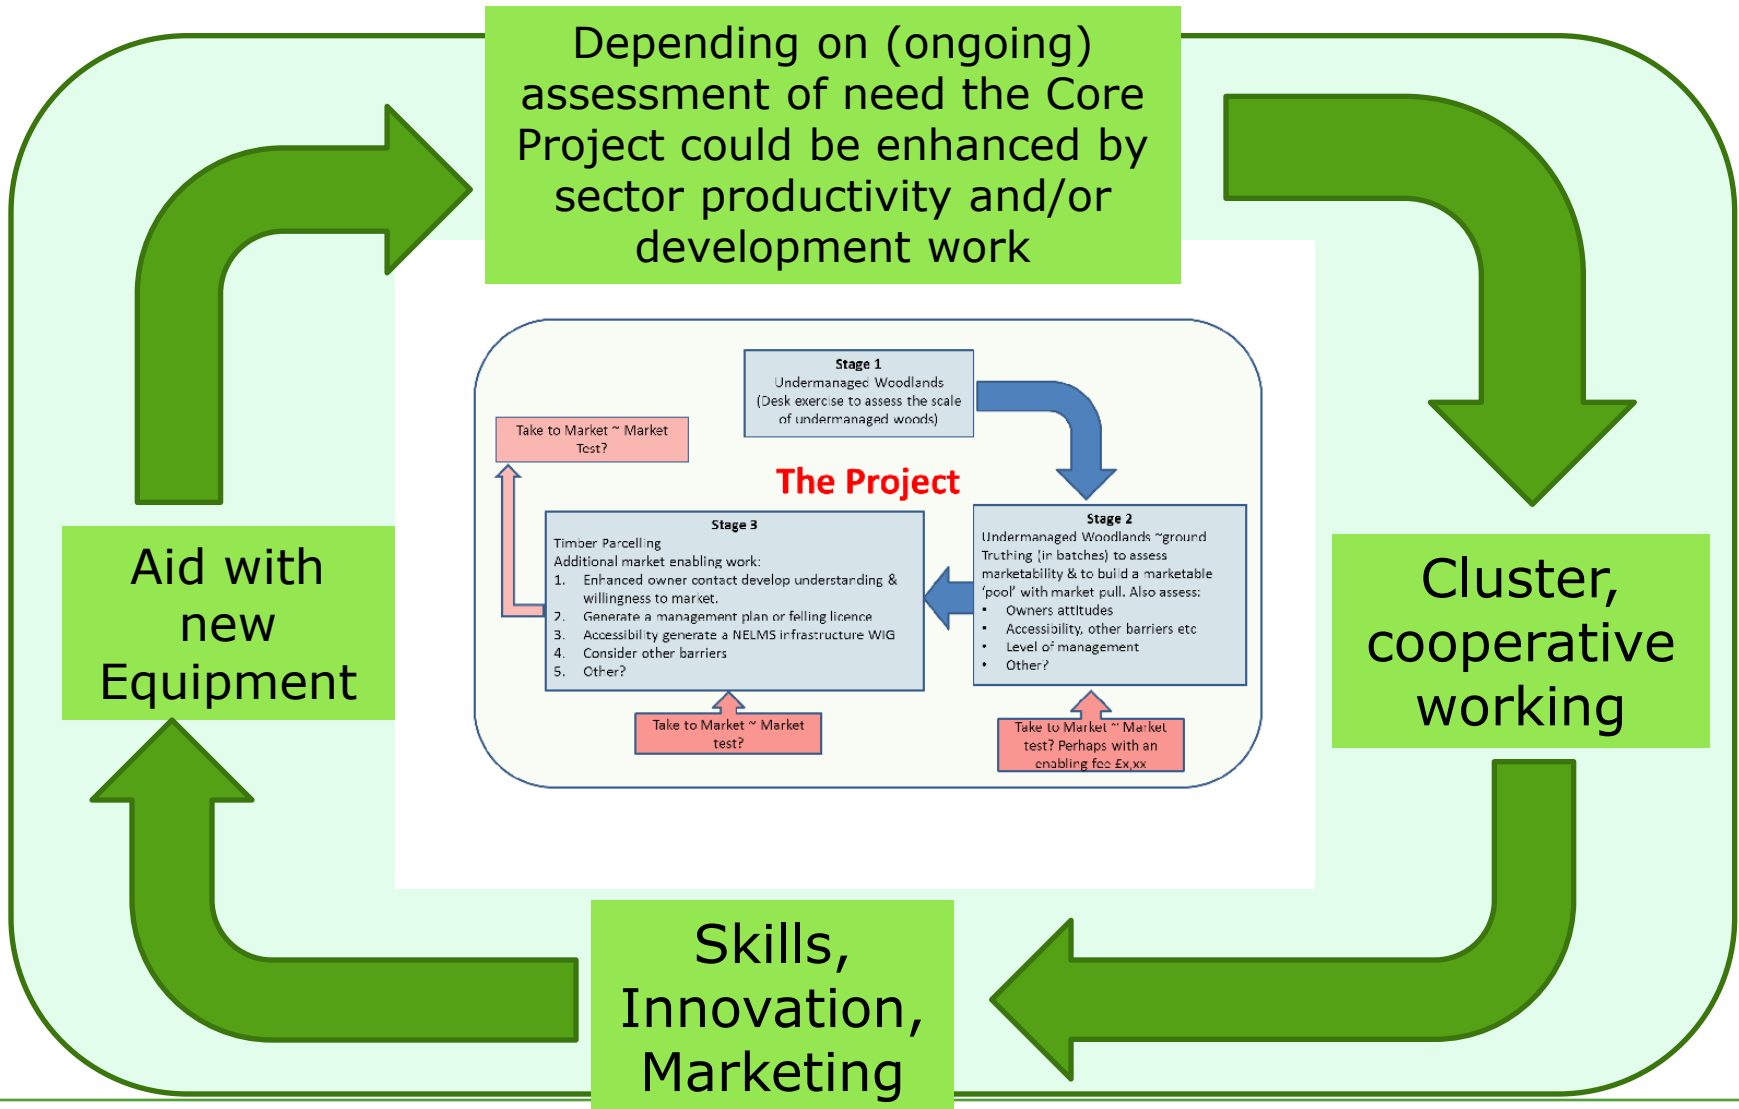 Depending on (ongoing)
assessment of need the Core
Project could be enhanced by
sector productivity and/or
development work
Stage 1
Undermanaged Woodlands
(Desk exercise to assess the scale
of undermanaged woods)
Take to Market ~ Market
Test?
The Project
Stage 3
Timber Parcelling
Additional market enabling work:
1. Enhanced owner contact develop understanding &
willingness to market.
2. Generate a management plan or felling licence
3. Accessibility generate a NELMS infrastructure WIG
4. Consider other barriers
5. Other?
Stage 2
Undermanaged Woodlands ~ground
Truthing (in batches) to assess
marketability & to build a marketable
‘pool’ with market pull. Also assess:
• Owners attitudes
• Accessibility, other barriers etc
• Level of management
• Other?
Take to Market ~ Market
test?
Take to Market ~ Market
test? Perhaps with an
enabling fee £x,xx
Aid with
new
Equipment
Cluster,
cooperative
working
Skills,
Innovation,
Marketing